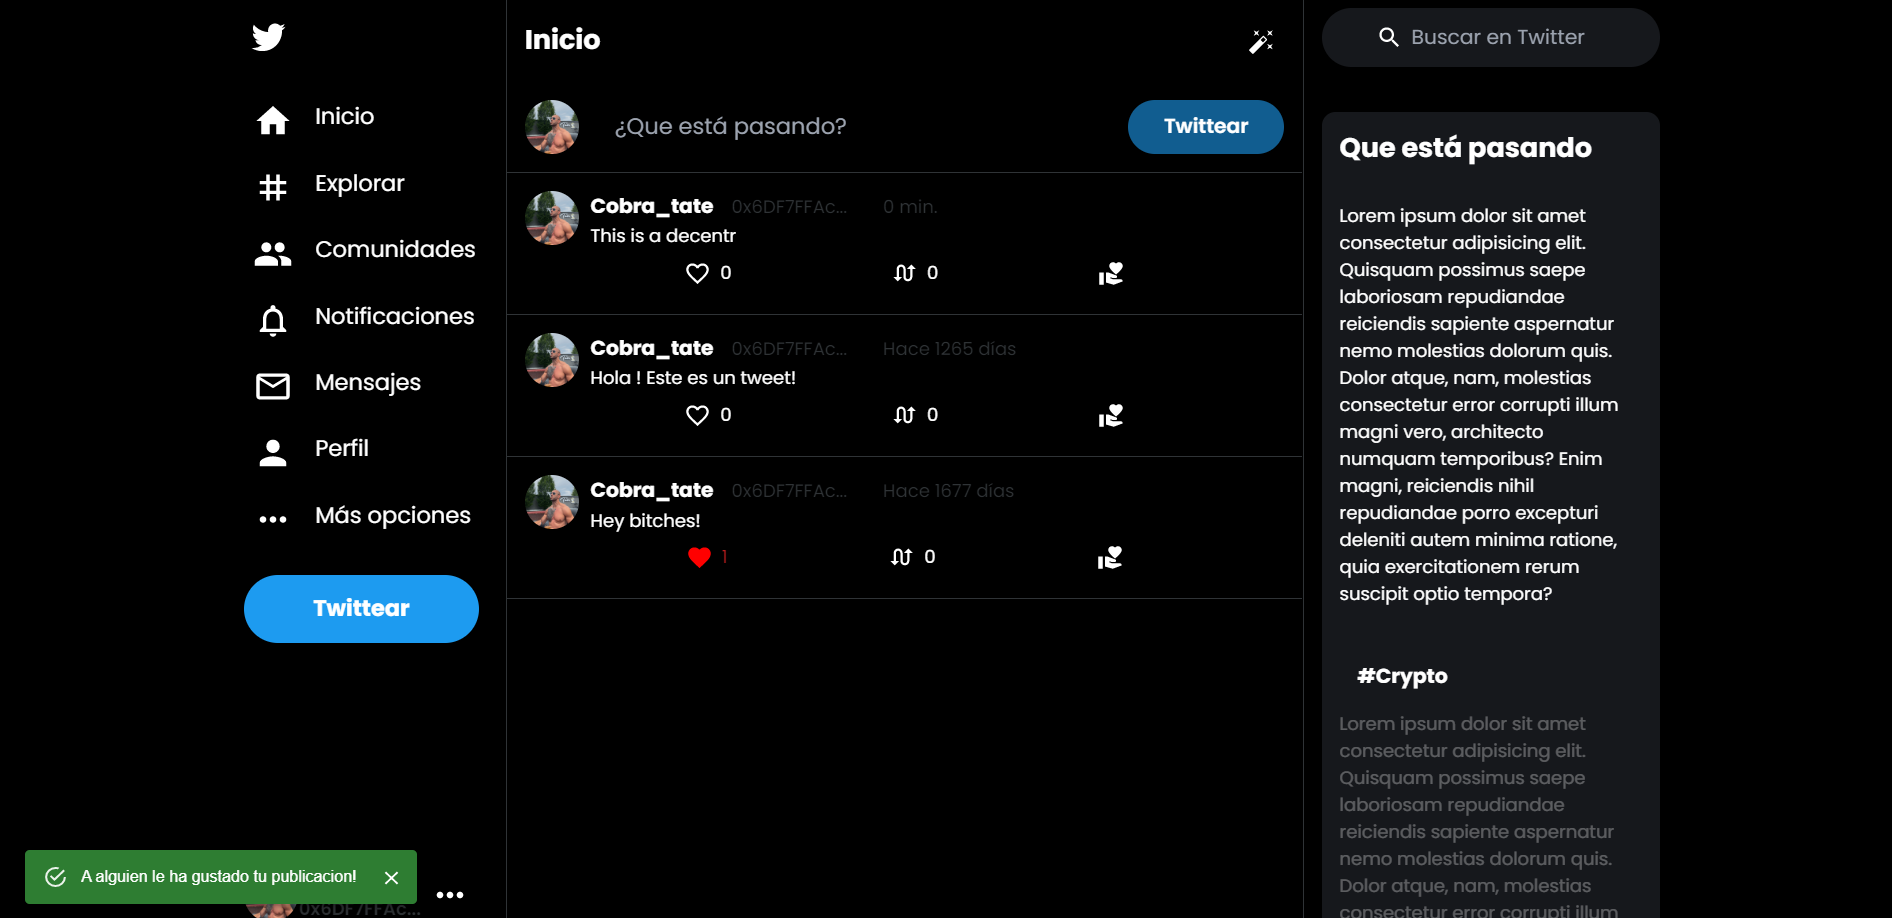 Inicio
Explorar
Comunidades
Notificaciones
Mensajes
Perfil
Más opciones
Twittear
A alguien le ha gustado tu publicacion!
0x6DF7FFAc...
Inicio
¿Que está pasando?
Twittear
Cobra_tate 0x6DF7FFAc... 0 min.
This is a decentr
0 0
Cobra_tate 0x6DF7FFAc... Hace 1265 días
Hola ! Este es un tweet!
0 0
Cobra_tate 0x6DF7FFAc... Hace 1677 días
Hey bitches!
1 0
Buscar en Twitter
Que está pasando
Lorem ipsum dolor sit amet
consectetur adipisicing elit.
Quisquam possimus saepe
laboriosam repudiandae
reiciendis sapiente aspernatur
nemo molestias dolorum quis.
Dolor atque, nam, molestias
consectetur error corrupti illum
magni vero, architecto
numquam temporibus? Enim
magni, reiciendis nihil
repudiandae porro excepturi
deleniti autem minima ratione,
quia exercitationem rerum
suscipit optio tempora?
#Crypto
Lorem ipsum dolor sit amet
consectetur adipisicing elit.
Quisquam possimus saepe
laboriosam repudiandae
reiciendis sapiente aspernatur
nemo molestias dolorum quis.
Dolor atque, nam, molestias
consectetur error corrupti illum